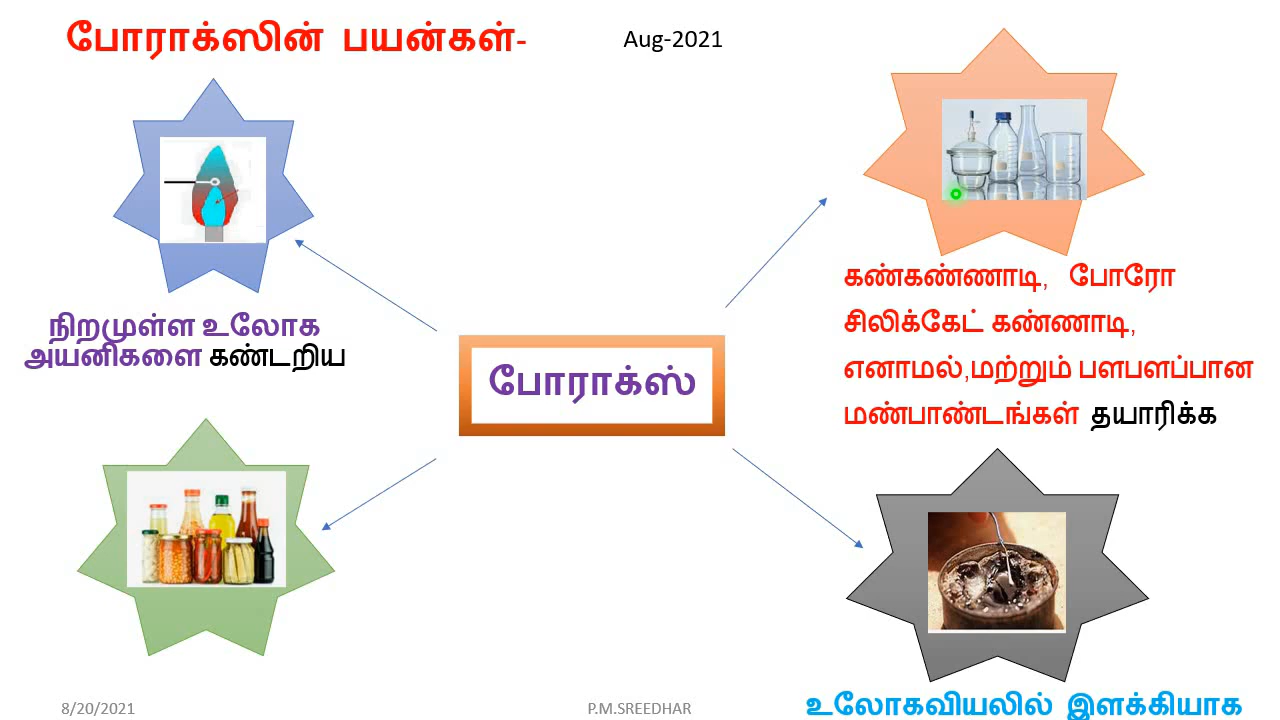 போராக்ஸின் பயன்கள்-
Aug-2021
நிறமுள்ள உலோக
அயனிகளை கண்டறிய
கண்கண்ணாடி, போரோ
சிலிக்கேட் கண்ணாடி,
எனாமல்,மற்றும் பளபளப்பான
மண்பாண்டங்கள் தயாரிக்க
போராக்ஸ்
உலோகவியலில் இளக்கியாக
8/20/2021
P.M.SREEDHAR